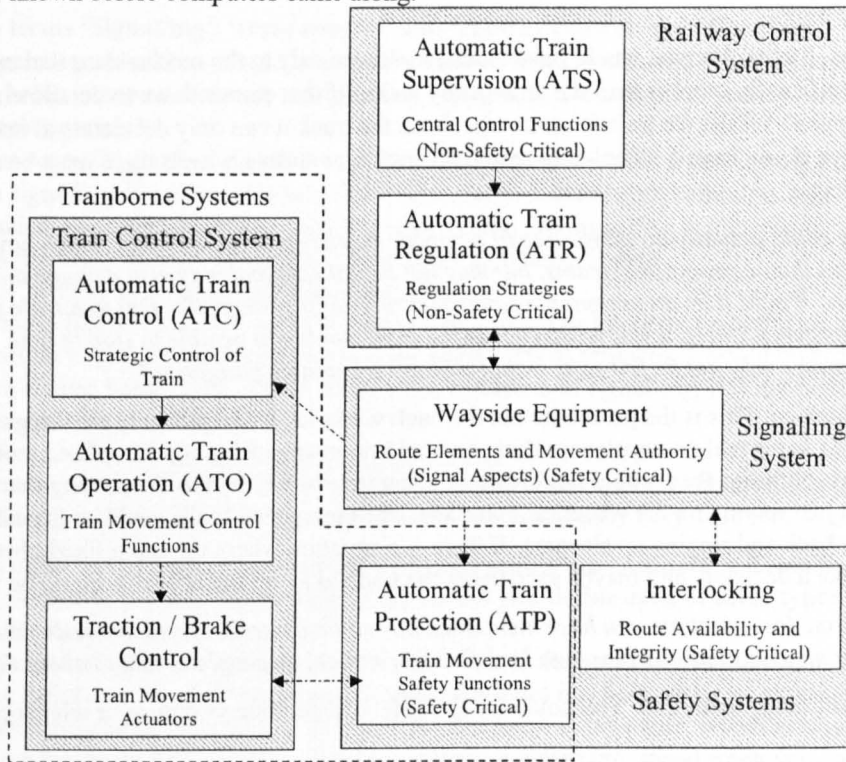 Automatic Train
Supervision (ATS)
Central Control Functions
(Non-Safety Critical)
Railway Control
System
Automatic Train
Regulation (ATR)
Regulation Strategies
(Non-Safety Critical)
Trainborne Systems
Train Control System
Automatic Train
Control (ATC)
Strategic Control of
Train
Wayside Equipment
Route Elements and Movement Authority
(Signal Aspects) (Safety Critical)
Signalling
System
Automatic Train
Operation (ATO)
Train Movement Control
Functions
Traction / Brake
Control
Train Movement
Actuators
Automatic Train
Protection (ATP)
Train Movement
Safety Functions
(Safety Critical)
Interlocking
Route Availability and
Integrity (Safety Critical)
Safety Systems